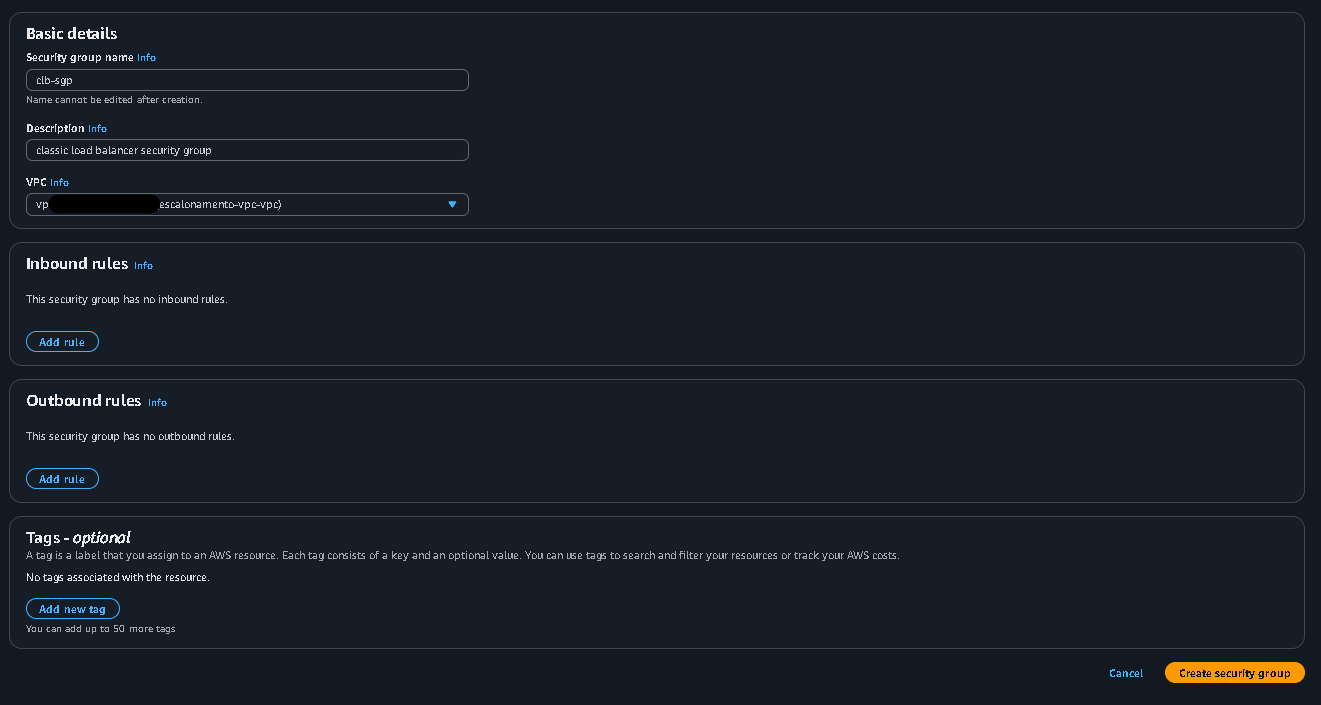 Basic details
Security group name Info
clb-sgp
Name cannot be edited after creation.
Description Info
classic load balancer security group
VPC Info
vp escalonamento-vpc-vpc)
Inbound rules Info
This security group has no inbound rules.
Add rule
Outbound rules Info
This security group has no outbound rules.
Add rule
Tags - optional
A tag is a label that you assign to an AWS resource. Each tag consists of a key and an optional value. You can use tags to search and filter your resources or track your AWS costs.
No tags associated with the resource.
Add new tag
You can add up to 50 more tags
Cancel Create security group